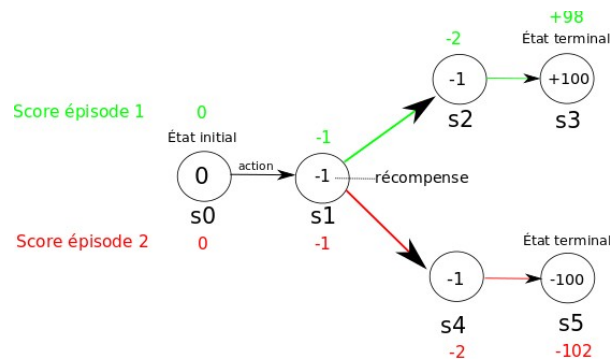 +98
-2
État terminal
-1
+100
Score épisode 1
0
État initial
-1
s2
s3
0
action
-1
récompense
s0
s1
Score épisode 2
0
-1
État terminal
-1
-100
s4
s5
-2
-102